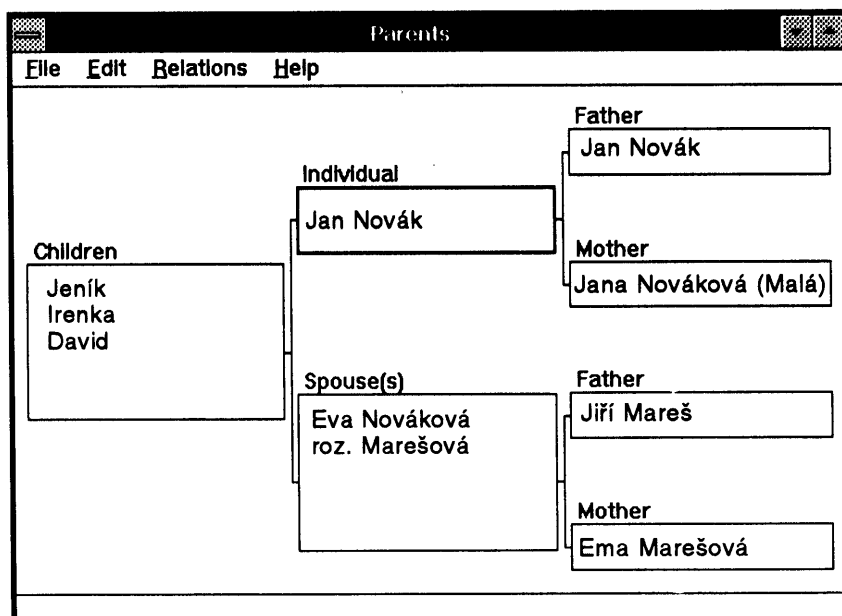 Parents
File Edit Relations Help
Father
Jan Novák
Individual
Jan Novák
Mother
Jana Nováková (Malá)
Children
Jeník
Irenka
David
Spouse(s)
Eva Nováková
roz. Marešová
Father
Jiří Mareš
Mother
Ema Marešová